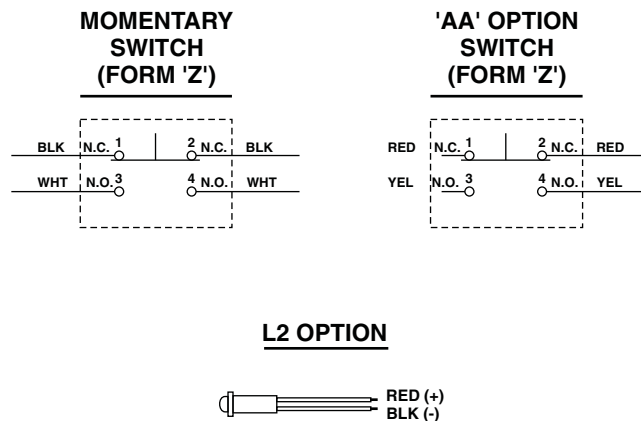 MOMENTARY
SWITCH
(FORM 'Z')
BLK N.C. 1 2 N.C. BLK
WHT N.O. 3 4 N.O. WHT
'AA' OPTION
SWITCH
(FORM 'Z')
RED N.C. 1 2 N.C. RED
YEL N.O. 3 4 N.O. YEL
L2 OPTION
RED (+)
BLK (-)